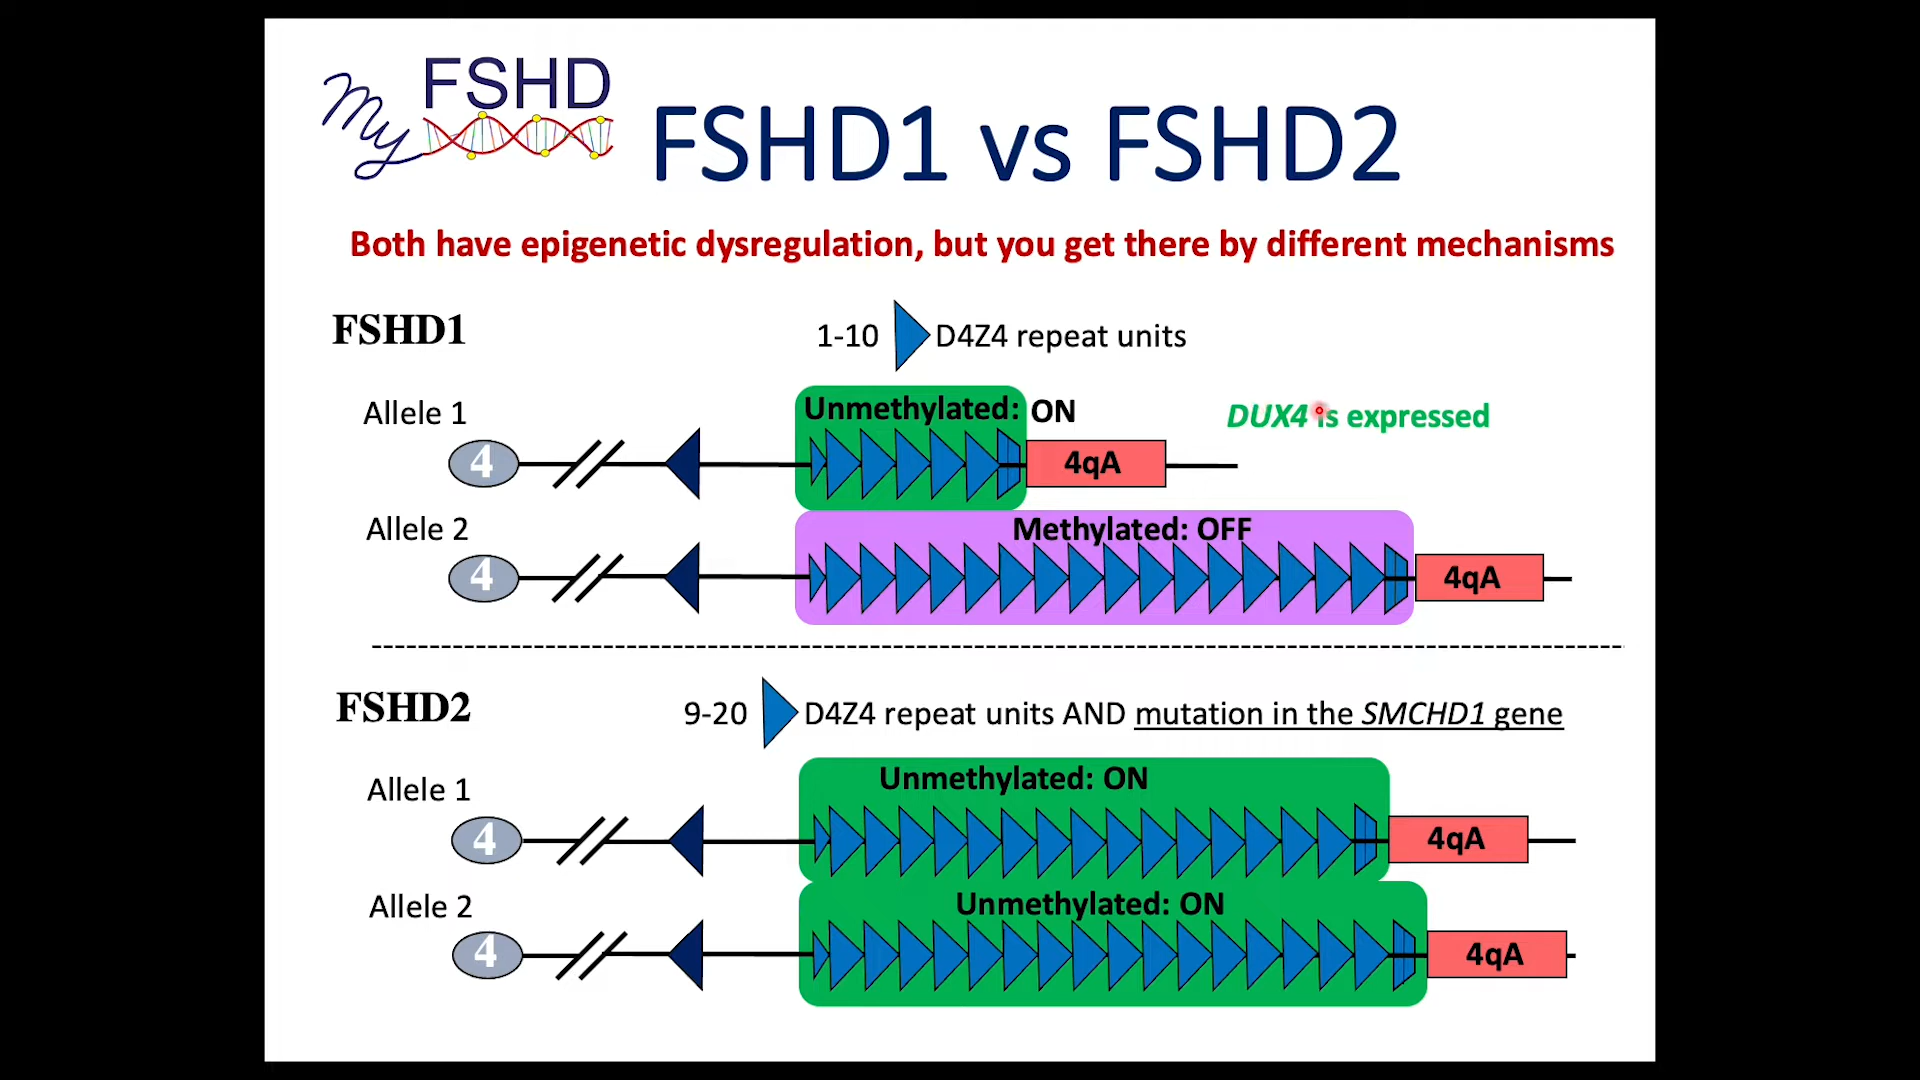 My FSHD
FSHD1 vs FSHD2
Both have epigenetic dysregulation, but you get there by different mechanisms
FSHD1
1-10 D4Z4 repeat units
Allele 1
Unmethylated: ON
DUX4 is expressed
4
4qA
Allele 2
Methylated: OFF
4
4qA
FSHD2
9-20 D4Z4 repeat units AND mutation in the SMCHD1 gene
Allele 1
Unmethylated: ON
4
4qA
Allele 2
Unmethylated: ON
4
4qA